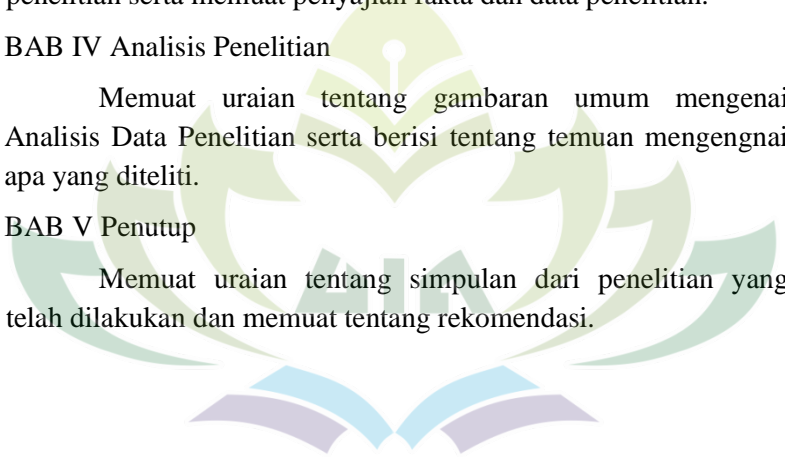 penelitian serta memuat penyajian fakta dan data penelitian.
BAB IV Analisis Penelitian
Memuat uraian tentang gambaran umum mengenai
Analisis Data Penelitian serta berisi tentang temuan mengengnai
apa yang diteliti.
BAB V Penutup
Memuat uraian tentang simpulan dari penelitian yang
telah dilakukan dan memuat tentang rekomendasi.